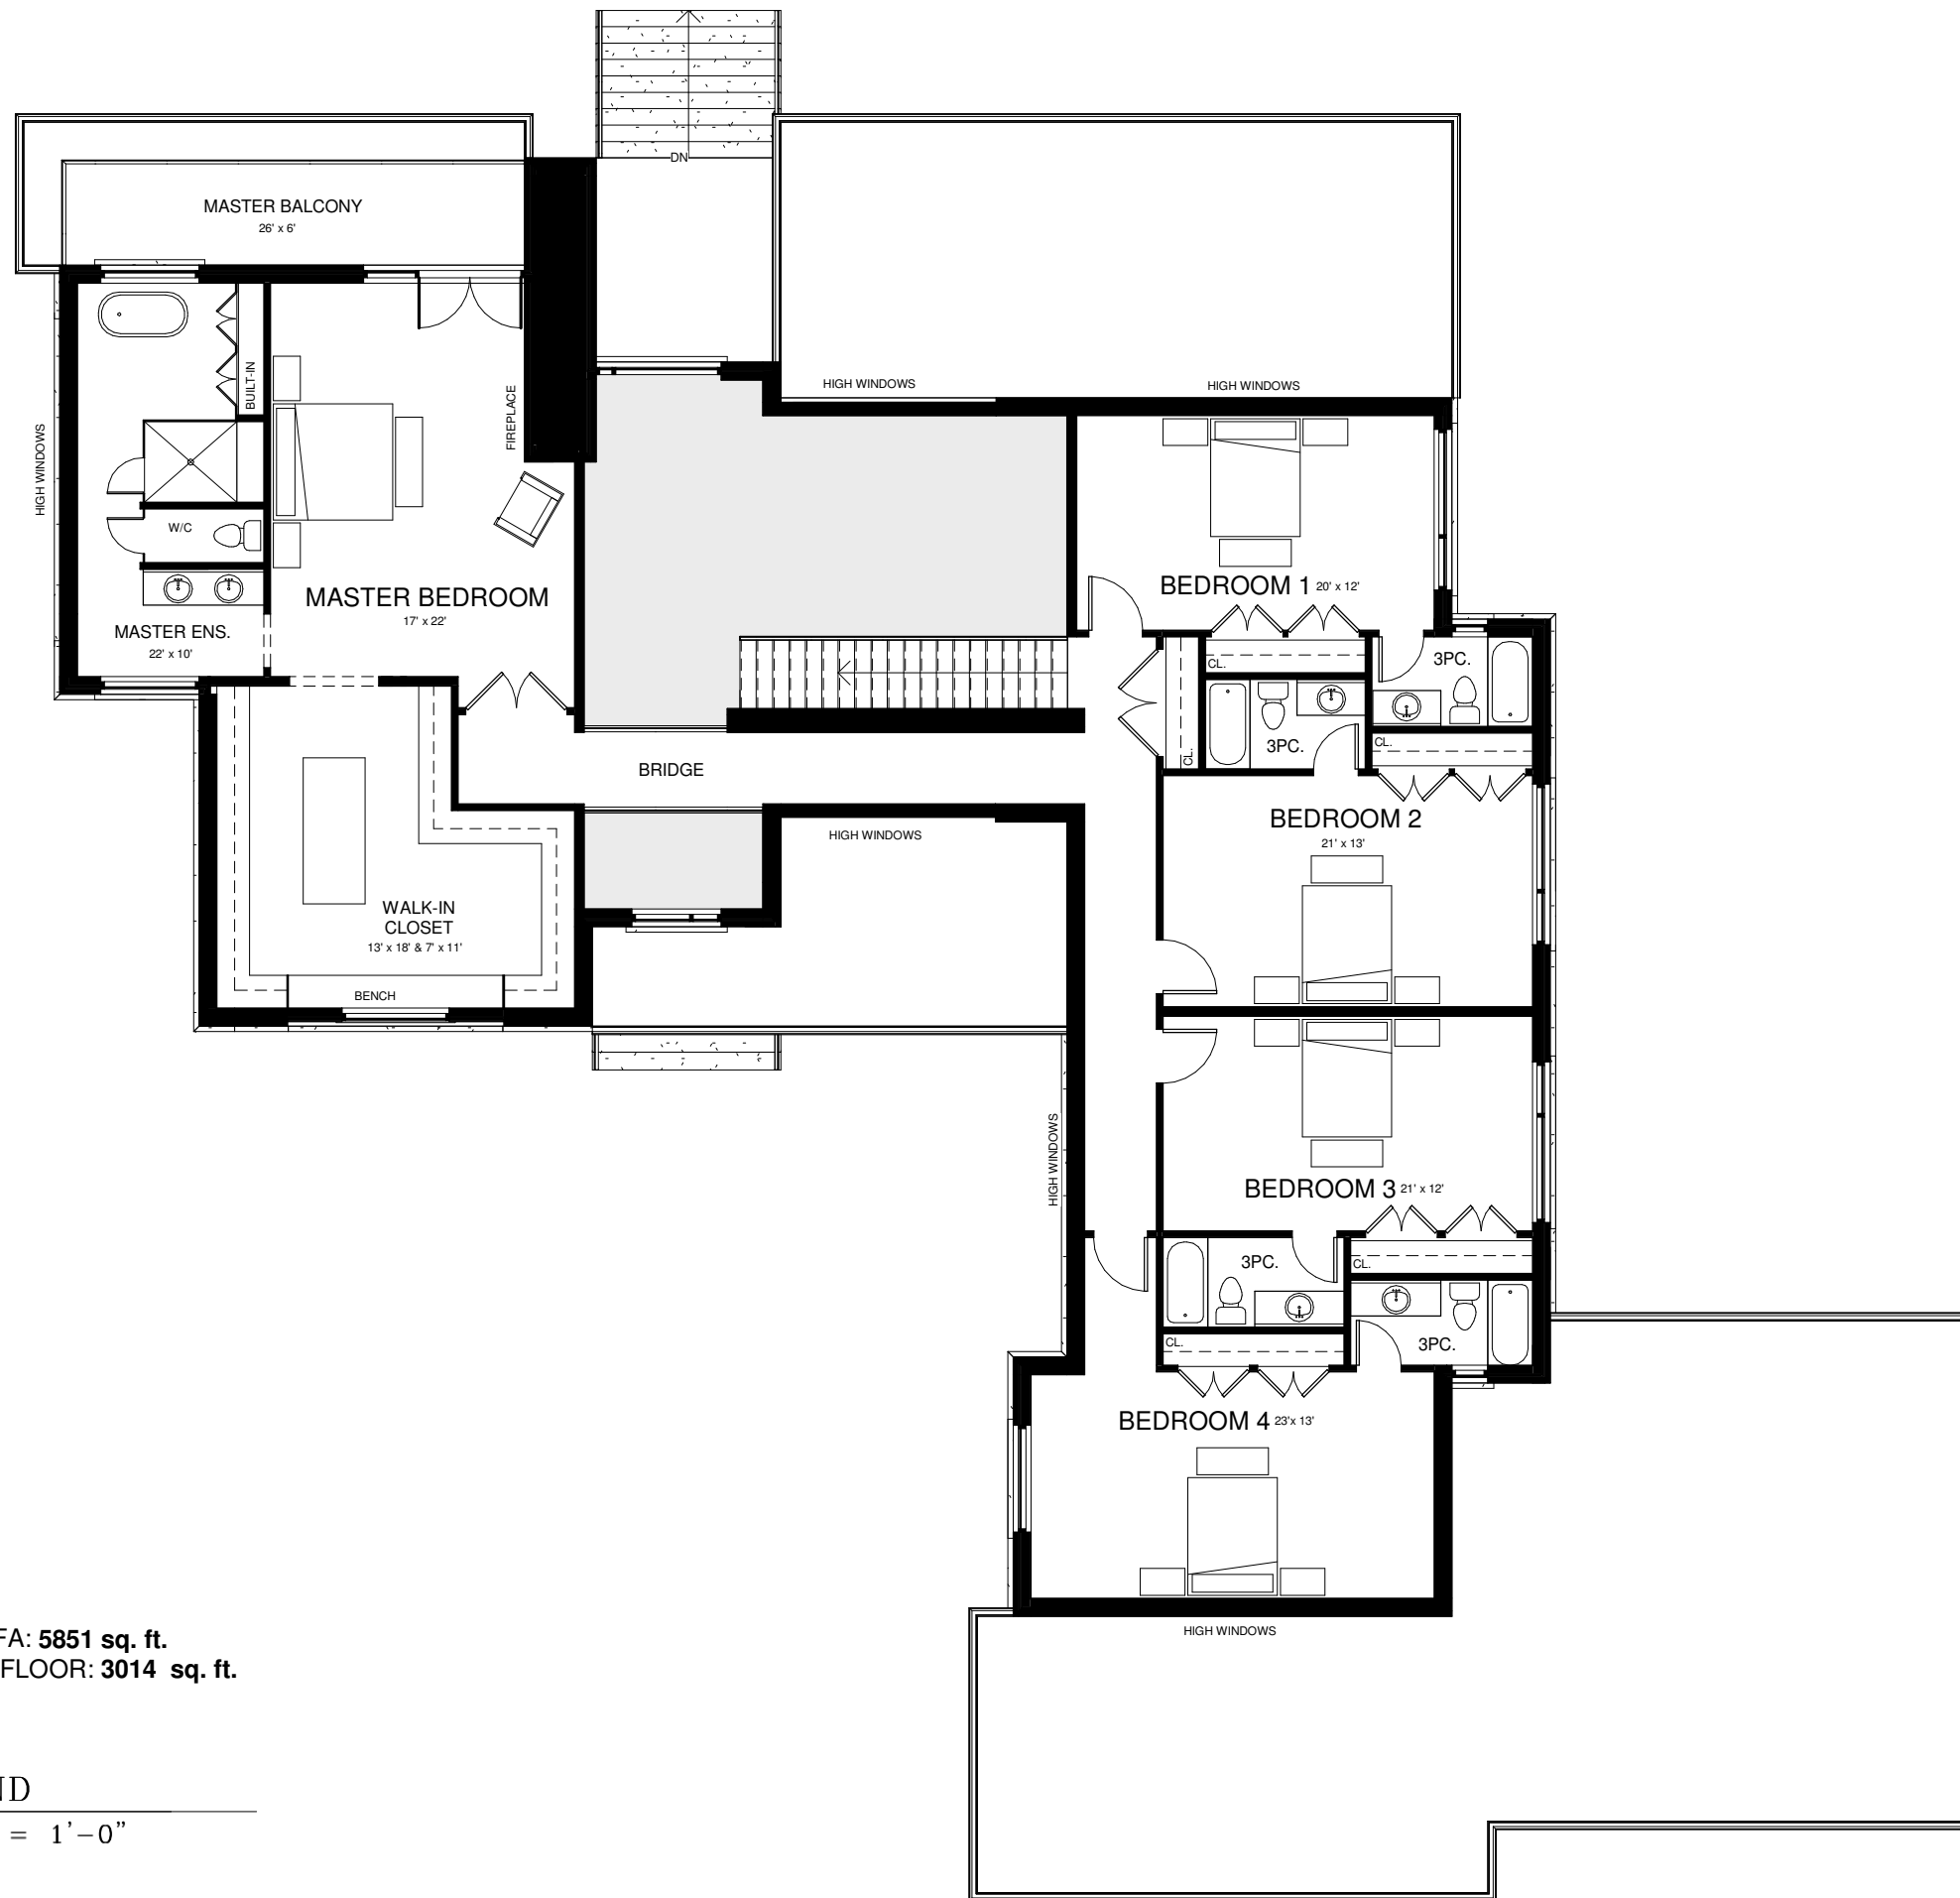 DN
MASTER BALCONY
26' x 6'
HIGH WINDOWS
BUILT-IN
FIREPLACE
W/C
MASTER BEDROOM
17' x 22'
MASTER ENS.
22' x 10'
HIGH WINDOWS
HIGH WINDOWS
BEDROOM 1 20' x 12'
CL.
3PC.
CL.
3PC.
CL.
BRIDGE
HIGH WINDOWS
BEDROOM 2
21' x 13'
WALK-IN
CLOSET
13' x 18' & 7' x 11'
BENCH
HIGH WINDOWS
BEDROOM 3 21' x 12'
3PC.
CL.
CL.
3PC.
BEDROOM 4 23'x 13'
HIGH WINDOWS
FA: 5851 sq. ft.
FLOOR: 3014 sq. ft.
ND
= 1'-0"